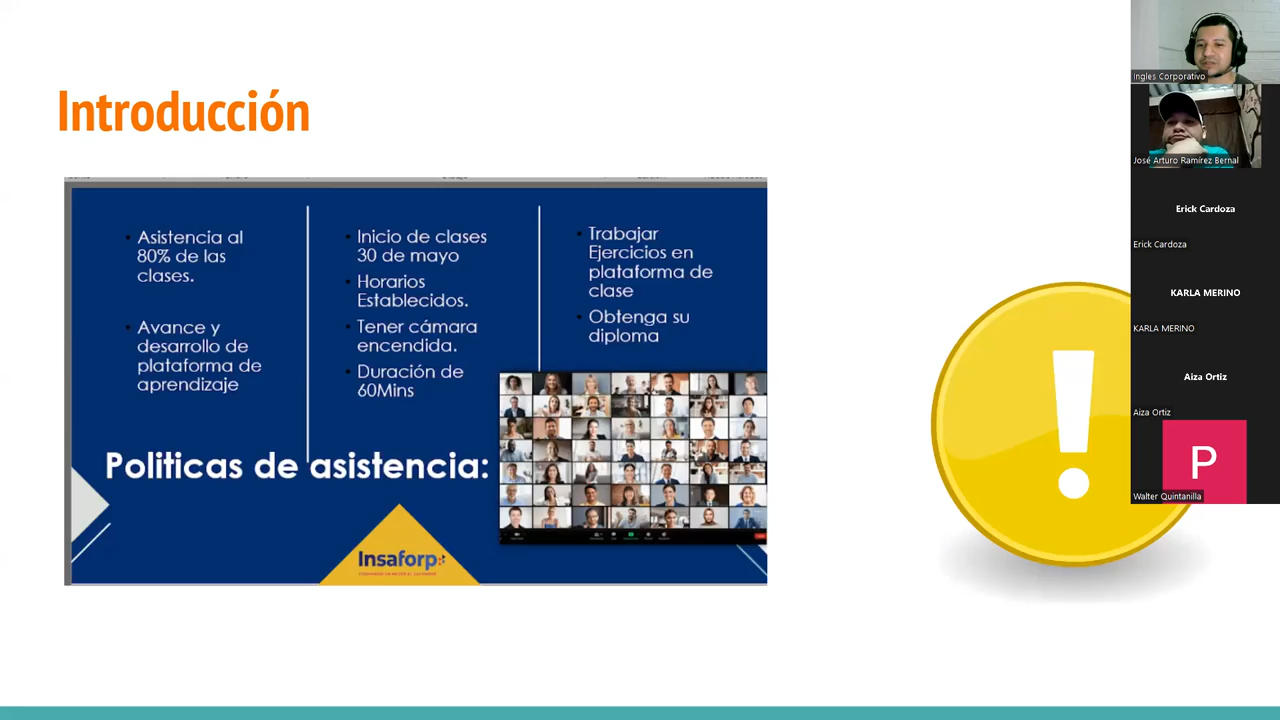 Introducción
• Asistencia al
80% de las
clases.
• Avance y
desarrollo de
plataforma de
aprendizaje
• Inicio de clases
30 de mayo
• Horarios
Establecidos.
• Tener cámara
encendida.
• Duración de
60Mins
• Trabajar
Ejercicios en
plataforma de
clase
• Obtenga su
diploma
Politicas de asistencia:
Insaforp
Ingles Corporativo
José Arturo Ramírez Bernal
Erick Cardoza
Erick Cardoza
KARLA MERINO
KARLA MERINO
Aiza Ortiz
Aiza Ortiz
P
Walter Quintanilla
!